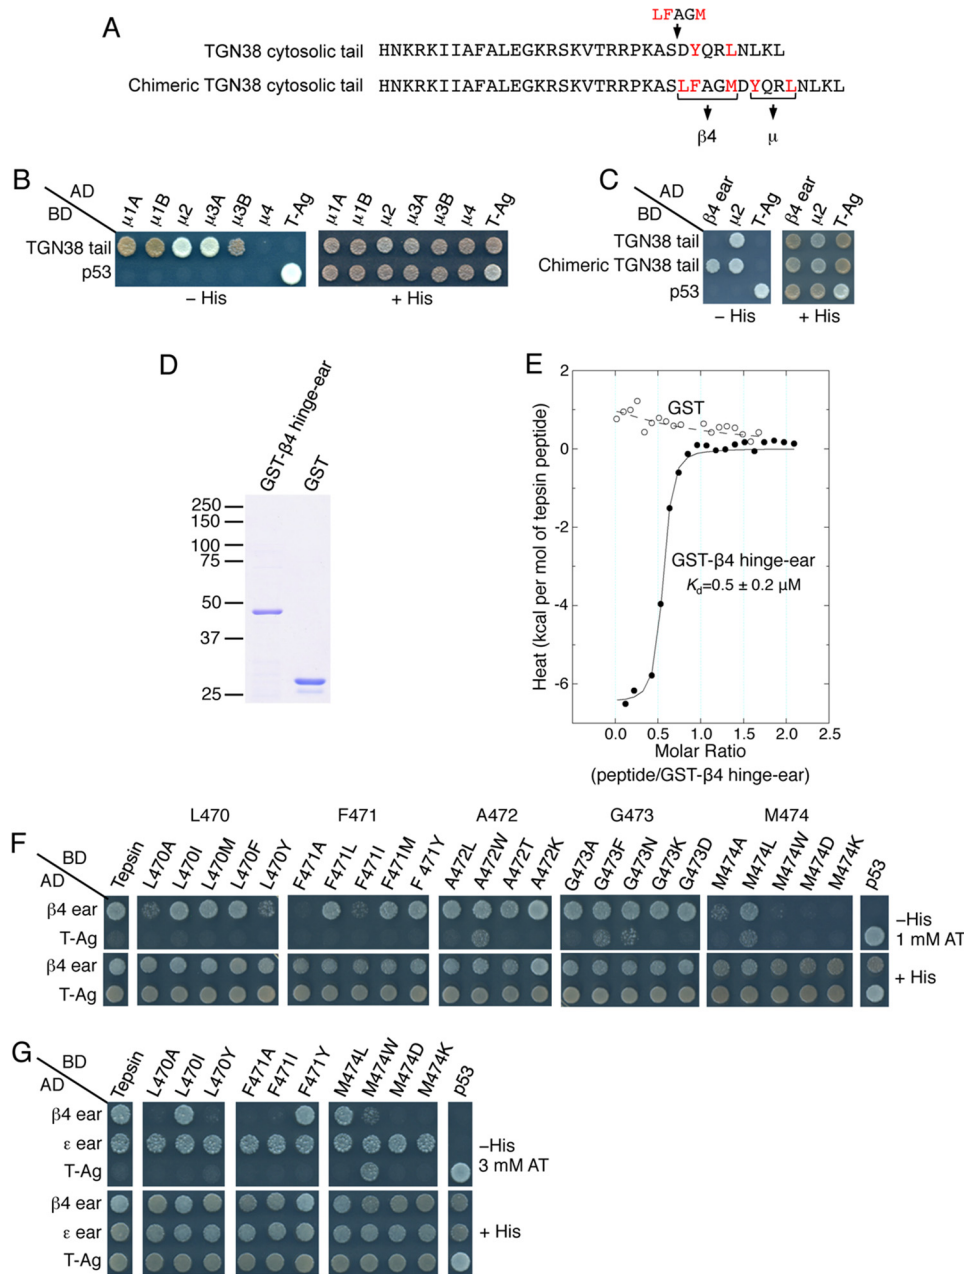 A
LFAGM
TGN38 cytosolic tail HNKRKIIAFALEGKRSKVTRRPKASDYQRLNLKL
Chimeric TGN38 cytosolic tail HNKRKIIAFALEGKRSKVTRRPKASLFAGMDYQRLNLKL
β4 μ
B
AD
BD
μ1A μ1B μ2 μ3A μ3B μ4 T-Ag μ1A μ1B μ2 μ3A μ3B μ4 T-Ag
TGN38 tail
p53
– His + His
C
AD
BD
β4 ear μ2 T-Ag β4 ear μ2 T-Ag
TGN38 tail
Chimeric TGN38 tail
p53
– His + His
D
GST-β4 hinge-ear GST
250
150
100
75
50
37
25
E
2
0
-2
-4
-6
GST
GST-β4 hinge-ear
Kd=0.5 ± 0.2 μM
Heat (kcal per mol of tepsin peptide)
0.0 0.5 1.0 1.5 2.0 2.5
Molar Ratio
(peptide/GST-β4 hinge-ear)
L470 F471 A472 G473 M474
F
BD
AD
Tepsin L470A L470I L470M L470F L470Y F471A F471L F471I F471M F471Y A472L A472W A472T A472K G473A G473F G473N G473K G473D M474A M474L M474W M474D M474K p53
β4 ear
T-Ag
–His
1 mM AT
β4 ear
T-Ag
+ His
G
BD
AD
Tepsin L470A L470I L470Y F471A F471I F471Y M474L M474W M474D M474K p53
β4 ear
ε ear
T-Ag
–His
3 mM AT
β4 ear
ε ear
T-Ag
+ His